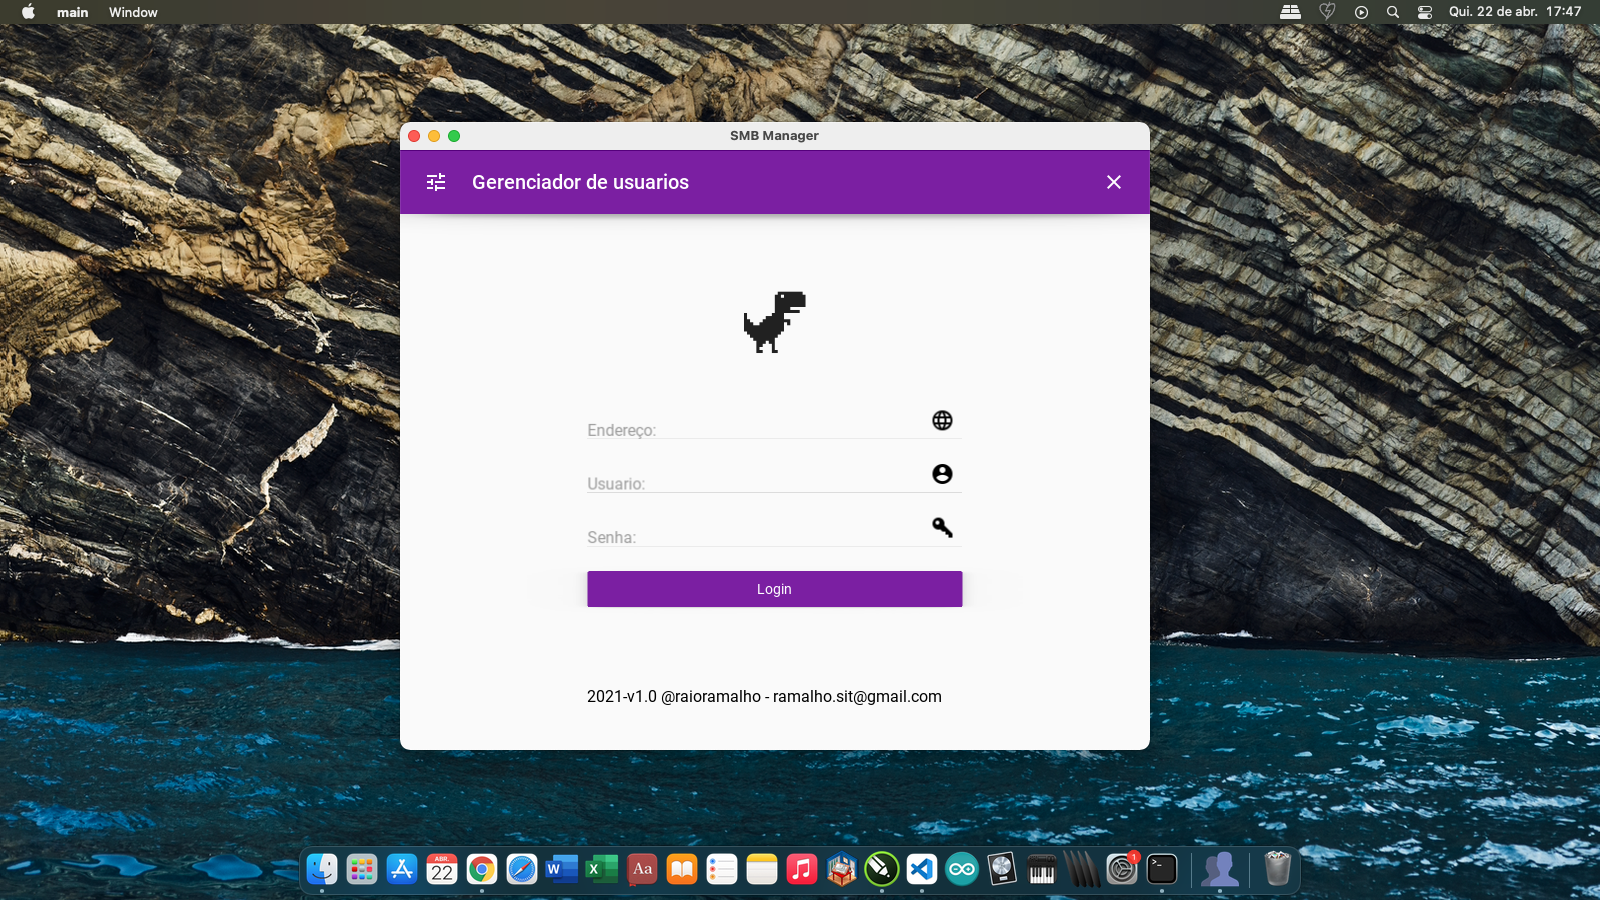 main Window Qui. 22 de abr. 17:47
SMB Manager
Gerenciador de usuarios
Endereço:
Usuario:
Senha:
Login
2021-v1.0 @raioramalho - ramalho.sit@gmail.com
ABR.
22
W
X
Aa
1
>_